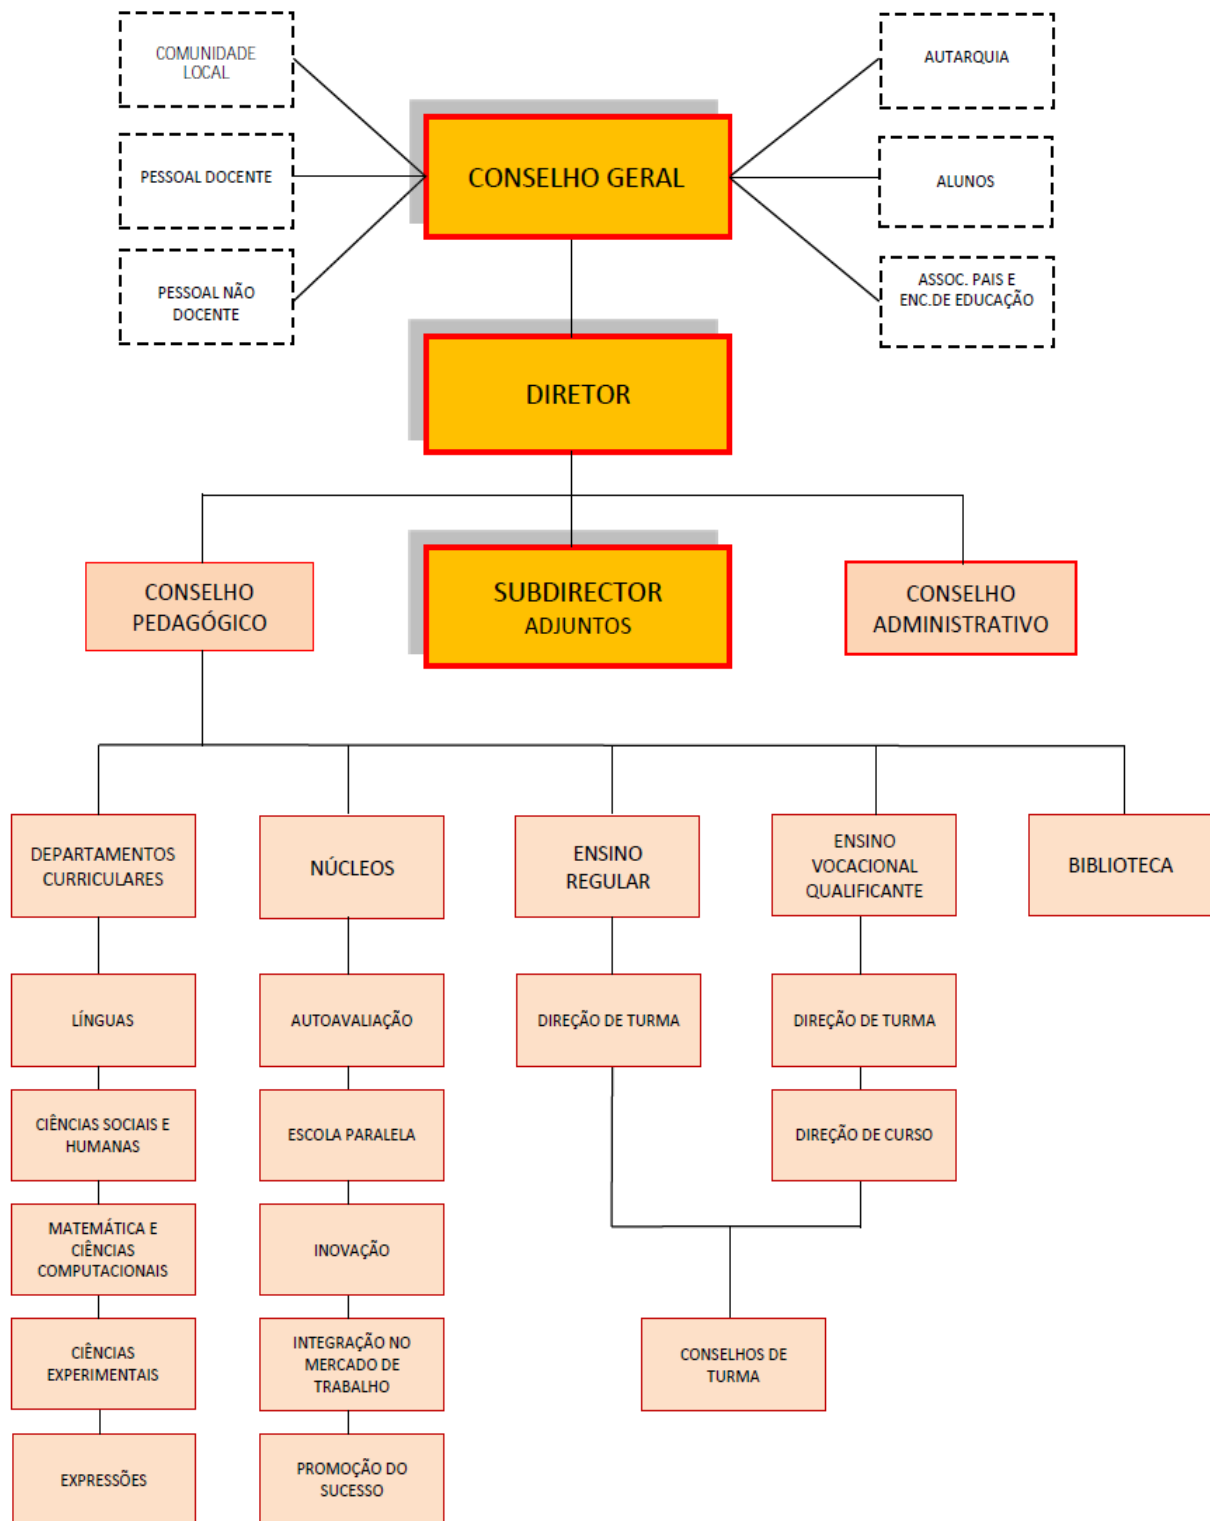 COMUNIDADE
LOCAL
AUTARQUIA
CONSELHO GERAL
PESSOAL DOCENTE
ALUNOS
PESSOAL NÃO
DOCENTE
ASSOC. PAIS E
ENC.DE EDUCAÇÃO
DIRETOR
CONSELHO
PEDAGÓGICO
SUBDIRECTOR
ADJUNTOS
CONSELHO
ADMINISTRATIVO
DEPARTAMENTOS
CURRICULARES
NÚCLEOS
ENSINO
REGULAR
ENSINO
VOCACIONAL
QUALIFICANTE
BIBLIOTECA
LÍNGUAS
AUTOAVALIAÇÃO
DIREÇÃO DE TURMA
DIREÇÃO DE TURMA
CIÊNCIAS SOCIAIS E
HUMANAS
ESCOLA PARALELA
DIREÇÃO DE CURSO
MATEMÁTICA E
CIÊNCIAS
COMPUTACIONAIS
INOVAÇÃO
CIÊNCIAS
EXPERIMENTAIS
INTEGRAÇÃO NO
MERCADO DE
TRABALHO
CONSELHOS DE
TURMA
EXPRESSÕES
PROMOÇÃO DO
SUCESSO